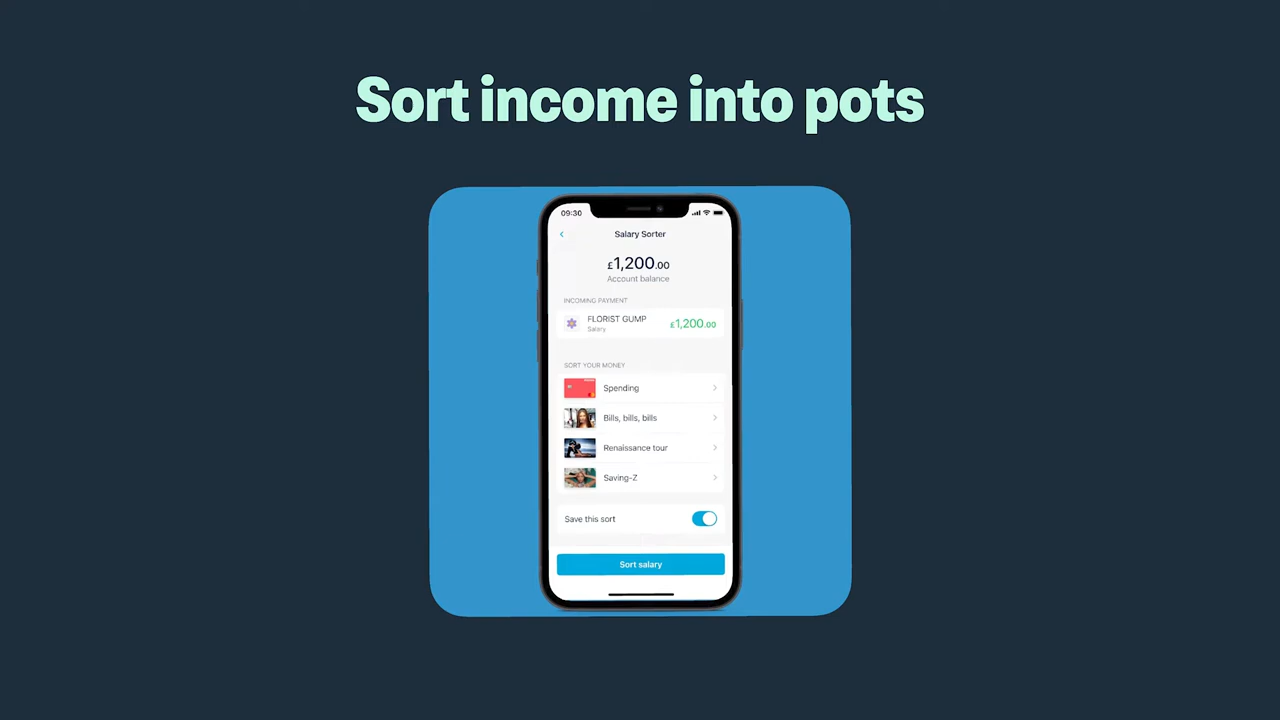 Sort income into pots
09:30
Salary Sorter
£1,200.00
Account balance
INCOMING PAYMENT
FLORIST GUMP
Salary
£1,200.00
SORT YOUR MONEY
Spending
Bills, bills, bills
Renaissance tour
Saving-Z
Save this sort
Sort salary